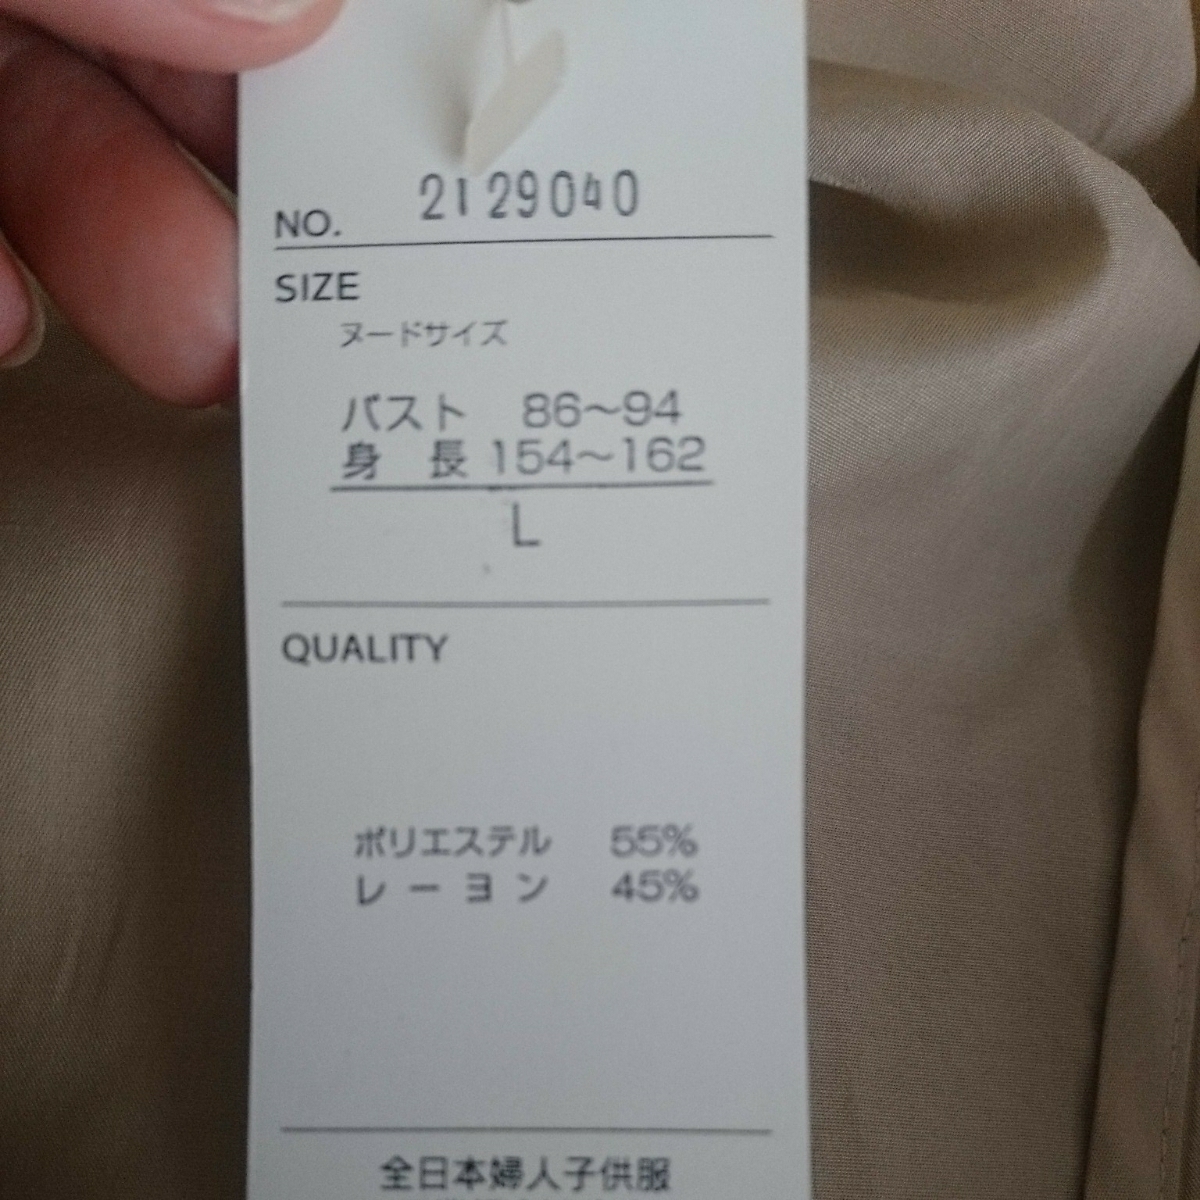 NO. 2129040
SIZE
ヌードサイズ
バスト 86～94
身 長 154～162
L
QUALITY
ポリエステル 55%
レーヨン 45%
全日本婦人子供服